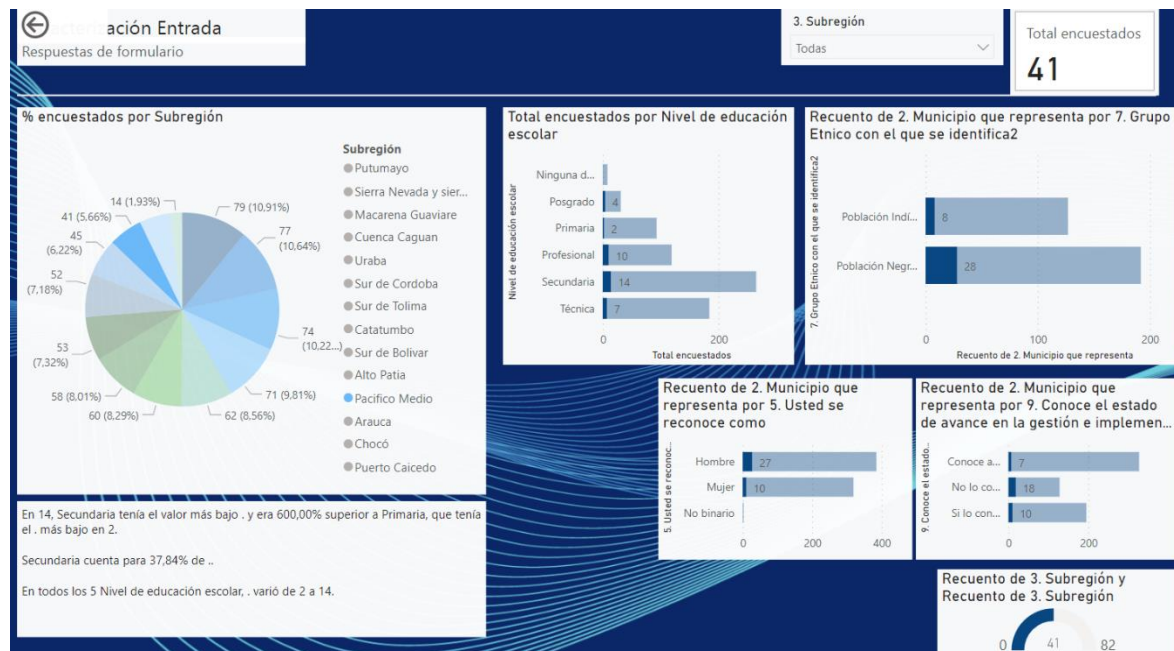 ación Entrada
Respuestas de formulario
3. Subregión
Todas
Total encuestados
41
% encuestados por Subregión
14 (1.93%)
79 (10,91%)
41 (5.66%)
77
(10,64%)
45
(6.22%)
52
(7,18%)
74
(10,22...)
53
(7,32%)
71 (9.81%)
58 (8.01%)
60 (8,29%)
62 (8,56%)
Subregión
Putumayo
Sierra Nevada y sier...
Macarena Guaviare
Cuenca Caguan
Uraba
Sur de Cordoba
Sur de Tolima
Catatumbo
Sur de Bolivar
Alto Patia
Pacifico Medio
Arauca
Chocó
Puerto Caicedo
En 14, Secundaria tenía el valor más bajo . y era 600,00% superior a Primaria, que tenía
el . más bajo en 2.
Secundaria cuenta para 37,84% de ..
En todos los 5 Nivel de educación escolar, . varió de 2 a 14.
Total encuestados por Nivel de educación
escolar
Nivel de educación escolar
Ninguna d...
Posgrado 4
Primaria 2
Profesional 10
Secundaria 14
Técnica 7
0 200
Total encuestados
Recuento de 2. Municipio que representa por 7. Grupo
Etnico con el que se identifica2
7. Grupo Etnico con el que se identifica2
Población Indí... 8
Población Negr... 28
0 100 200
Recuento de 2. Municipio que representa
Recuento de 2. Municipio que
representa por 5. Usted se
reconoce como
5. Usted se reconoc...
Hombre 27
Mujer 10
No binario
0 200 400
Recuento de 2. Municipio que
representa por 9. Conoce el estado
de avance en la gestión e implemen...
9. Conoce el estado...
Conoce a... 7
No lo co... 18
Si lo con... 10
0 200
Recuento de 3. Subregión y
Recuento de 3. Subregión
0 41 82